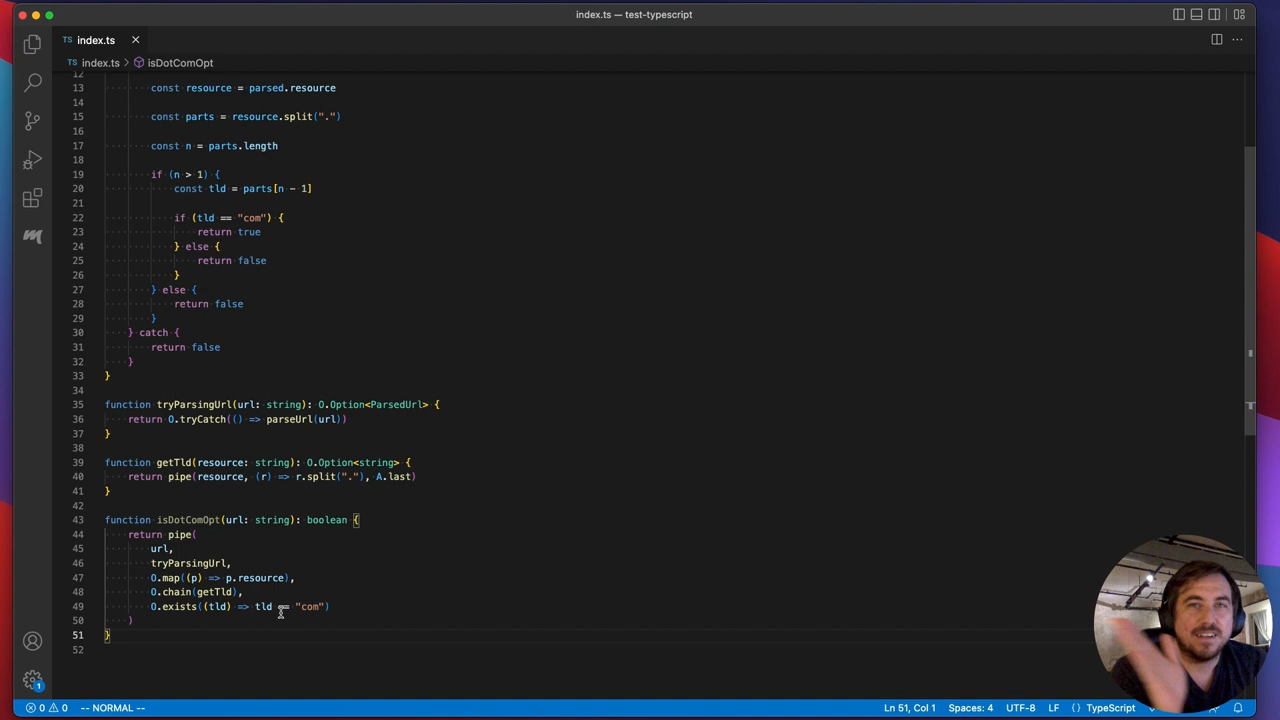 index.ts — test-typescript
TS index.ts
TS index.ts > isDotComOpt
12
13 const resource = parsed.resource
14
15 const parts = resource.split(".")
16
17 const n = parts.length
18
19 if (n > 1) {
20 const tld = parts[n - 1]
21
22 if (tld == "com") {
23 return true
24 } else {
25 return false
26 }
27 } else {
28 return false
29 }
30 } catch {
31 return false
32 }
33 }
34
35 function tryParsingUrl(url: string): O.Option<ParsedUrl> {
36 return O.tryCatch(() => parseUrl(url))
37 }
38
39 function getTld(resource: string): O.Option<string> {
40 return pipe(resource, (r) => r.split("."), A.last)
41 }
42
43 function isDotComOpt(url: string): boolean {
44 return pipe(
45 url,
46 tryParsingUrl,
47 O.map((p) => p.resource),
48 O.chain(getTld),
49 O.exists((tld) => tld == "com")
50 )
51 }
52
1
0 0 -- NORMAL -- Ln 51, Col 1 Spaces: 4 UTF-8 LF { } TypeScript